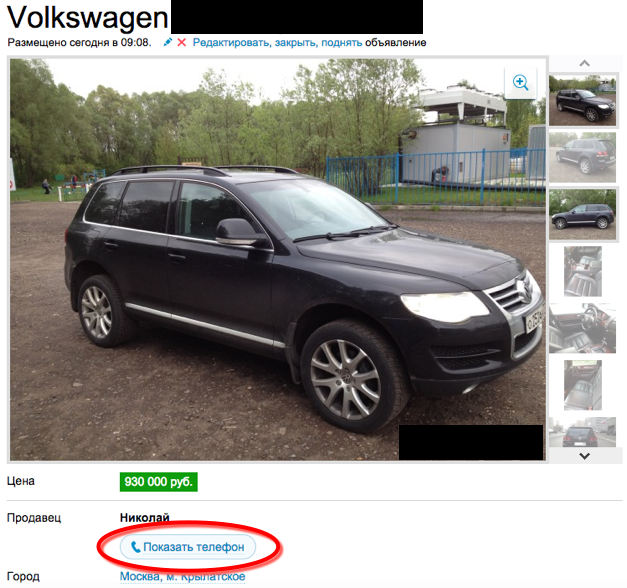 Volkswagen
Размещено сегодня в 09:08. Редактировать, закрыть, поднять объявление
Цена 930 000 руб.
Продавец Николай
Показать телефон
Город Москва, м. Крылатское